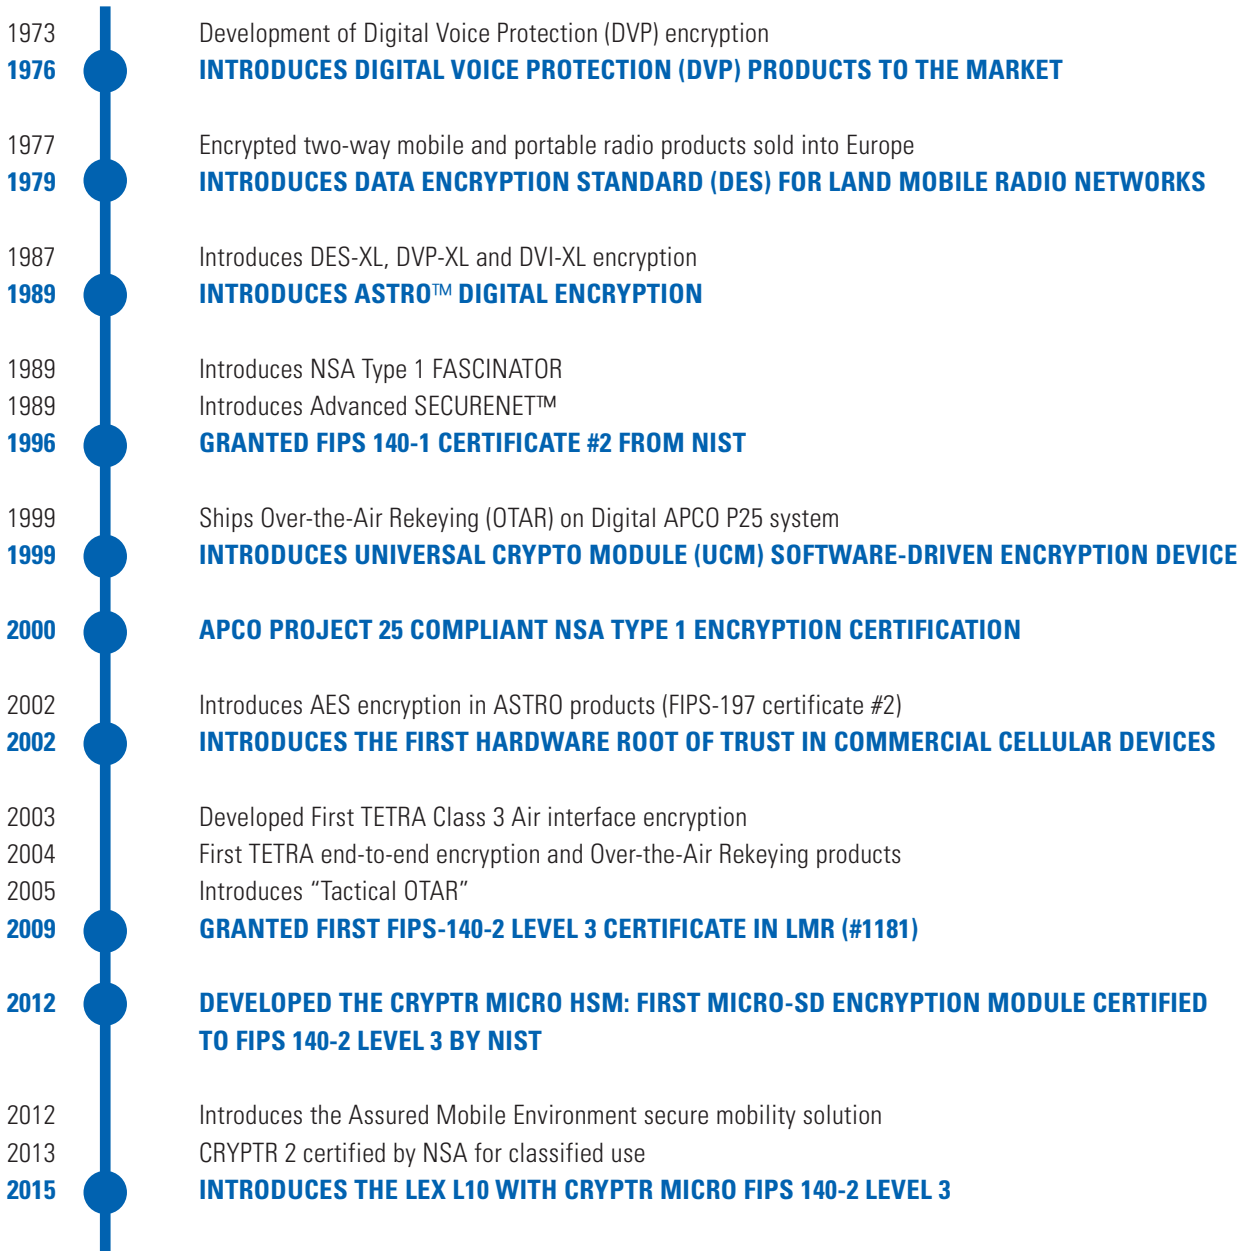 1973 Development of Digital Voice Protection (DVP) encryption
1976 INTRODUCES DIGITAL VOICE PROTECTION (DVP) PRODUCTS TO THE MARKET
1977 Encrypted two-way mobile and portable radio products sold into Europe
1979 INTRODUCES DATA ENCRYPTION STANDARD (DES) FOR LAND MOBILE RADIO NETWORKS
1987 Introduces DES-XL, DVP-XL and DVI-XL encryption
1989 INTRODUCES ASTRO™ DIGITAL ENCRYPTION
1989 Introduces NSA Type 1 FASCINATOR
1989 Introduces Advanced SECURENET™
1996 GRANTED FIPS 140-1 CERTIFICATE #2 FROM NIST
1999 Ships Over-the-Air Rekeying (OTAR) on Digital APCO P25 system
1999 INTRODUCES UNIVERSAL CRYPTO MODULE (UCM) SOFTWARE-DRIVEN ENCRYPTION DEVICE
2000 APCO PROJECT 25 COMPLIANT NSA TYPE 1 ENCRYPTION CERTIFICATION
2002 Introduces AES encryption in ASTRO products (FIPS-197 certificate #2)
2002 INTRODUCES THE FIRST HARDWARE ROOT OF TRUST IN COMMERCIAL CELLULAR DEVICES
2003 Developed First TETRA Class 3 Air interface encryption
2004 First TETRA end-to-end encryption and Over-the-Air Rekeying products
2005 Introduces “Tactical OTAR”
2009 GRANTED FIRST FIPS-140-2 LEVEL 3 CERTIFICATE IN LMR (#1181)
2012 DEVELOPED THE CRYPTR MICRO HSM: FIRST MICRO-SD ENCRYPTION MODULE CERTIFIED
TO FIPS 140-2 LEVEL 3 BY NIST
2012 Introduces the Assured Mobile Environment secure mobility solution
2013 CRYPTR 2 certified by NSA for classified use
2015 INTRODUCES THE LEX L10 WITH CRYPTR MICRO FIPS 140-2 LEVEL 3